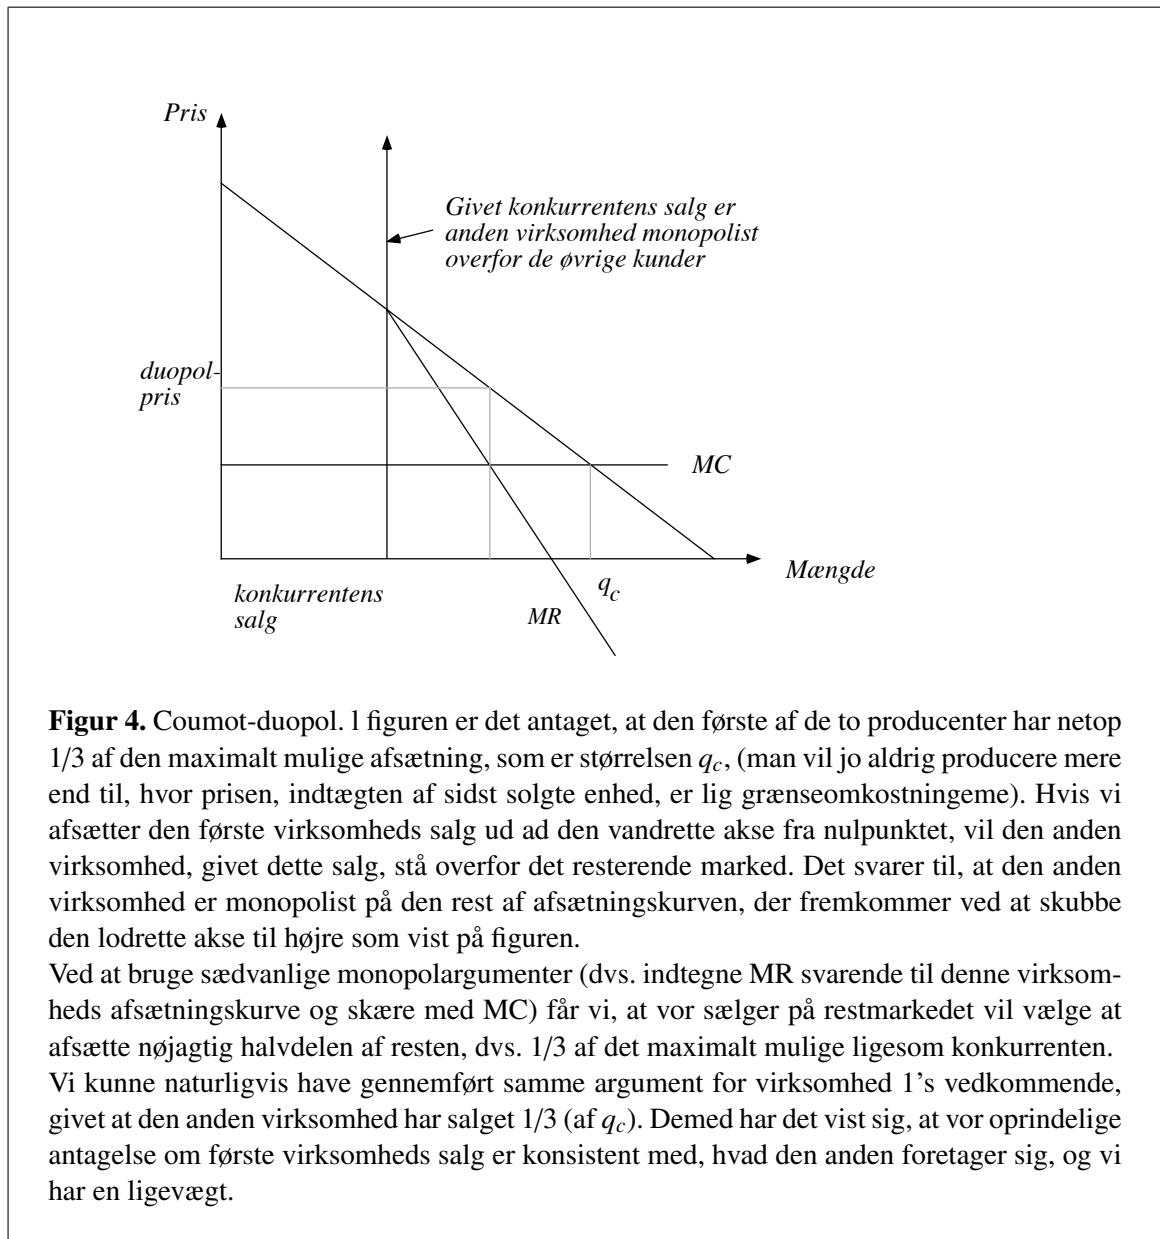 Pris
Givet konkurrentens salg er
anden virksomhed monopolist
overfor de øvrige kunder
duopol-
pris
MC
Mængde
q_c
konkurrentens
salg
MR
Figur 4. Coumot-duopol. l figuren er det antaget, at den første af de to producenter har netop
1/3 af den maximalt mulige afsætning, som er størrelsen q_c, (man vil jo aldrig producere mere
end til, hvor prisen, indtægten af sidst solgte enhed, er lig grænseomkostningeme). Hvis vi
afsætter den første virksomheds salg ud ad den vandrette akse fra nulpunktet, vil den anden
virksomhed, givet dette salg, stå overfor det resterende marked. Det svarer til, at den anden
virksomhed er monopolist på den rest af afsætningskurven, der fremkommer ved at skubbe
den lodrette akse til højre som vist på figuren.
Ved at bruge sædvanlige monopolargumenter (dvs. indtegne MR svarende til denne virksom-
heds afsætningskurve og skære med MC) får vi, at vor sælger på restmarkedet vil vælge at
afsætte nøjagtig halvdelen af resten, dvs. 1/3 af det maximalt mulige ligesom konkurrenten.
Vi kunne naturligvis have gennemført samme argument for virksomhed 1's vedkommende,
givet at den anden virksomhed har salget 1/3 (af q_c). Demed har det vist sig, at vor oprindelige
antagelse om første virksomheds salg er konsistent med, hvad den anden foretager sig, og vi
har en ligevægt.